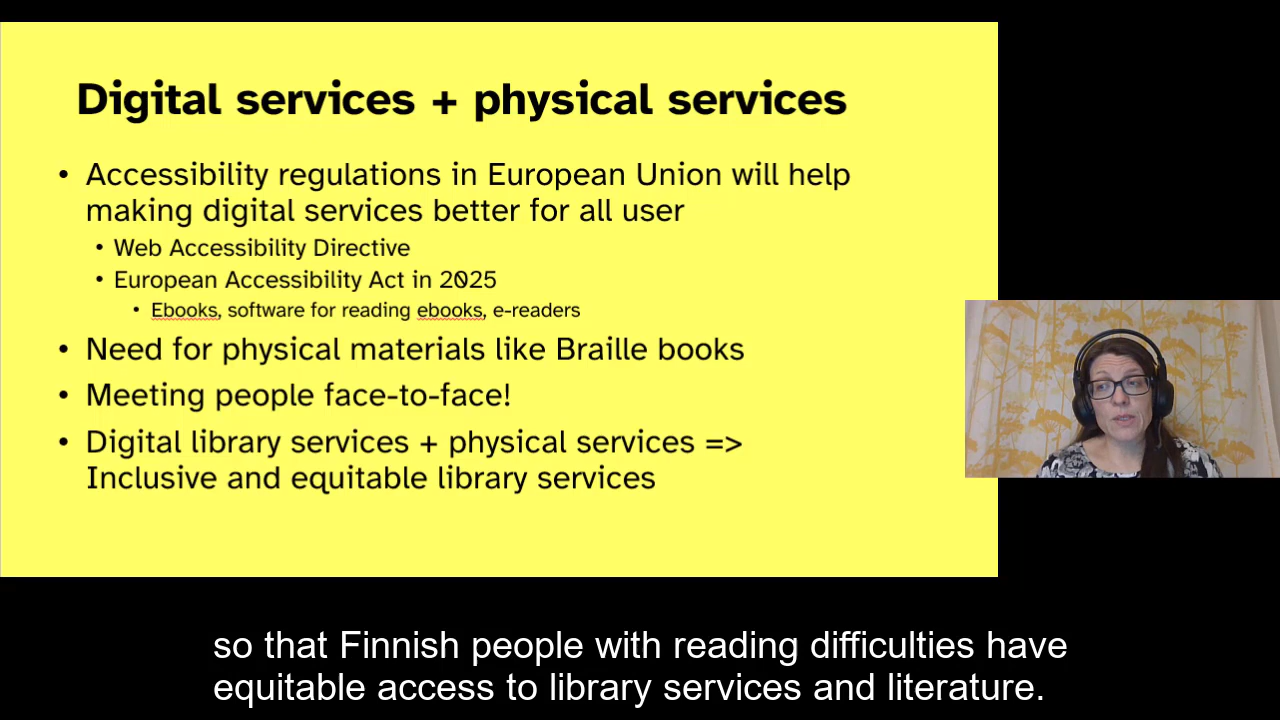 Digital services + physical services
• Accessibility regulations in European Union will help
making digital services better for all user
• Web Accessibility Directive
• European Accessibility Act in 2025
• Ebooks, software for reading ebooks, e-readers
• Need for physical materials like Braille books
• Meeting people face-to-face!
• Digital library services + physical services =>
Inclusive and equitable library services
so that Finnish people with reading difficulties have
equitable access to library services and literature.